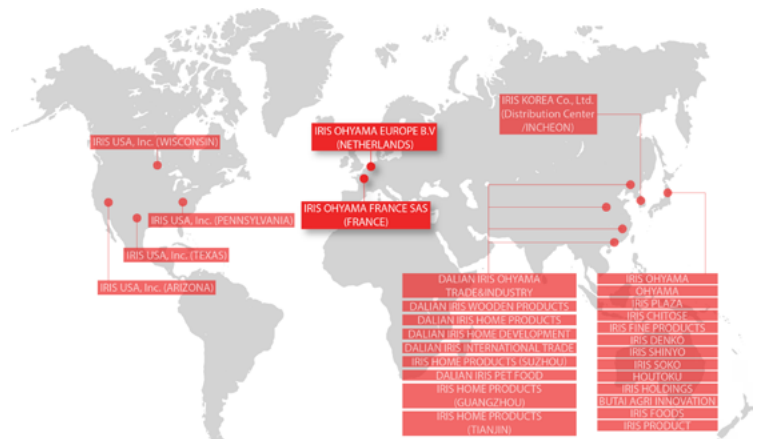 IRIS USA, Inc. (WISCONSIN)
IRIS OHYAMA EUROPE B.V
(NETHERLANDS)
IRIS KOREA Co., Ltd.
(Distribution Center
/INCHEON)
IRIS OHYAMA FRANCE SAS
(FRANCE)
IRIS USA, Inc. (PENNSYLVANIA)
IRIS USA, Inc. (TEXAS)
IRIS USA, Inc. (ARIZONA)
DALIAN IRIS OHYAMA
TRADE&INDUSTRY
DALIAN IRIS WOODEN PRODUCTS
DALIAN IRIS HOME PRODUCTS
DALIAN IRIS HOME DEVELOPMENT
DALIAN IRIS INTERNATIONAL TRADE
IRIS HOME PRODUCTS (SUZHOU)
DALIAN IRIS PET FOOD
IRIS HOME PRODUCTS
(GUANGZHOU)
IRIS HOME PRODUCTS
(TIANJIN)
IRIS OHYAMA
OHYAMA
IRIS PLAZA
IRIS CHITOSE
IRIS FINE PRODUCTS
IRIS DENKO
IRIS SHINYO
IRIS SOKO
HOUTOKU
IRIS HOLDINGS
BUTAI AGRI INNOVATION
IRIS FOODS
IRIS PRODUCT